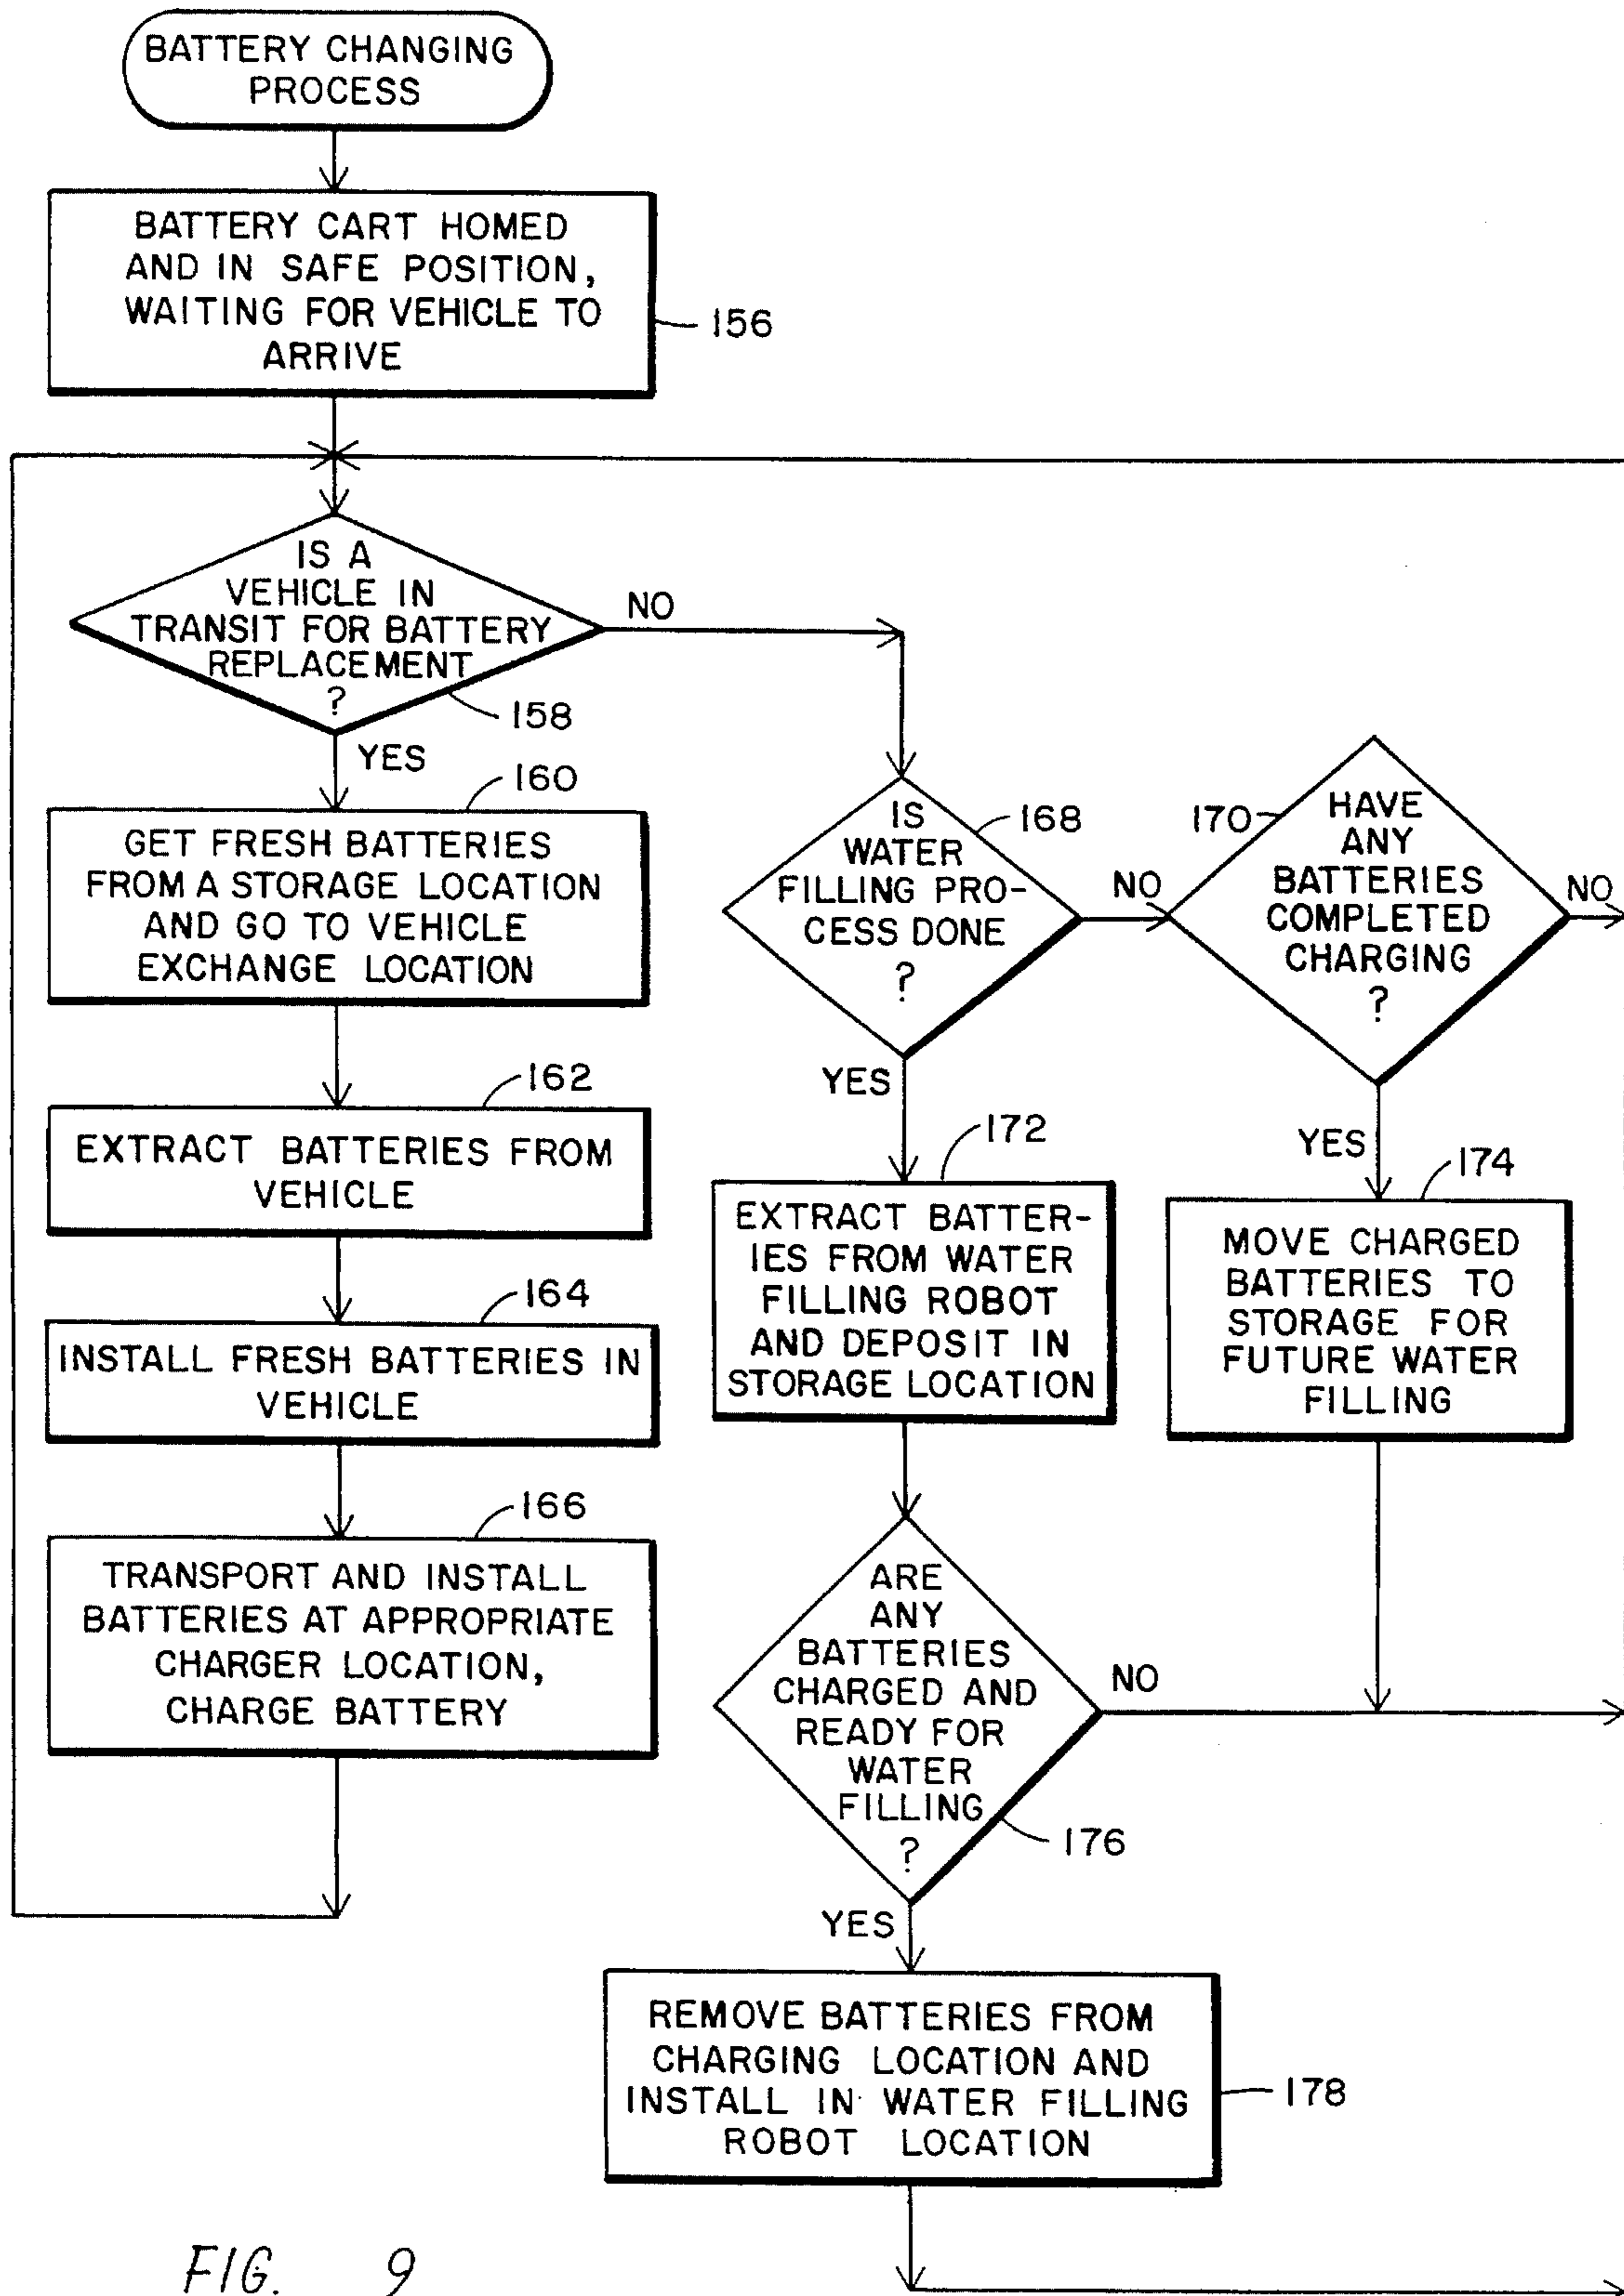 BATTERY CHANGING
PROCESS
BATTERY CART HOMED
AND IN SAFE POSITION,
WAITING FOR VEHICLE TO
ARRIVE
156
IS A
VEHICLE IN
TRANSIT FOR BATTERY
REPLACEMENT
?
158
NO
YES
160
GET FRESH BATTERIES
FROM A STORAGE LOCATION
AND GO TO VEHICLE
EXCHANGE LOCATION
162
EXTRACT BATTERIES FROM
VEHICLE
164
INSTALL FRESH BATTERIES IN
VEHICLE
166
TRANSPORT AND INSTALL
BATTERIES AT APPROPRIATE
CHARGER LOCATION,
CHARGE BATTERY
IS
WATER
FILLING PRO-
CESS DONE
?
168
NO
YES
170
HAVE
ANY
BATTERIES
COMPLETED
CHARGING
?
NO
YES
172
EXTRACT BATTER-
IES FROM WATER
FILLING ROBOT
AND DEPOSIT IN
STORAGE LOCATION
174
MOVE CHARGED
BATTERIES TO
STORAGE FOR
FUTURE WATER
FILLING
ARE
ANY
BATTERIES
CHARGED AND
READY FOR
WATER
FILLING
?
176
NO
YES
REMOVE BATTERIES FROM
CHARGING LOCATION AND
INSTALL IN WATER FILLING
ROBOT LOCATION
178
FIG. 9